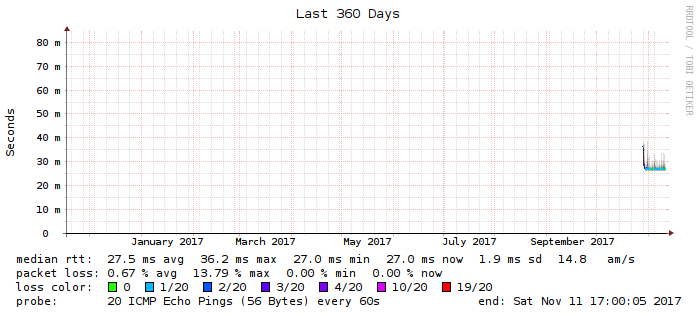 Last 360 Days
RRDTOOL / TOBI OETIKER
Seconds
80 m
70 m
60 m
50 m
40 m
30 m
20 m
10 m
0
January 2017 March 2017 May 2017 July 2017 September 2017
median rtt: 27.5 ms avg 36.2 ms max 27.0 ms min 27.0 ms now 1.9 ms sd 14.8 am/s
packet loss: 0.67 % avg 13.79 % max 0.00 % min 0.00 % now
loss color: 0 1/20 2/20 3/20 4/20 10/20 19/20
probe: 20 ICMP Echo Pings (56 Bytes) every 60s end: Sat Nov 11 17:00:05 2017